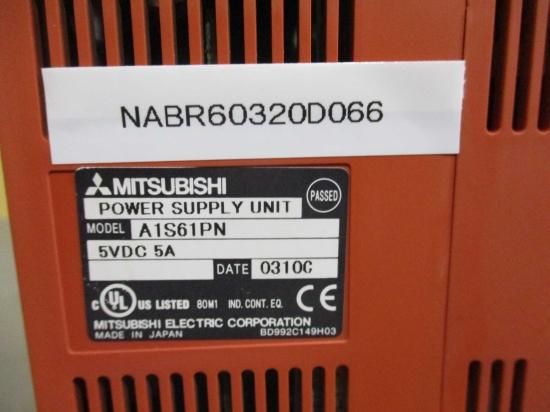 NABR60320D066
MITSUBISHI
PASSED
POWER SUPPLY UNIT
MODEL A1S61PN
5VDC 5A
DATE 0310C
C UL US LISTED 80M1 IND. CONT. EQ. CE
MITSUBISHI ELECTRIC CORPORATION
MADE IN JAPAN BD992C149H03